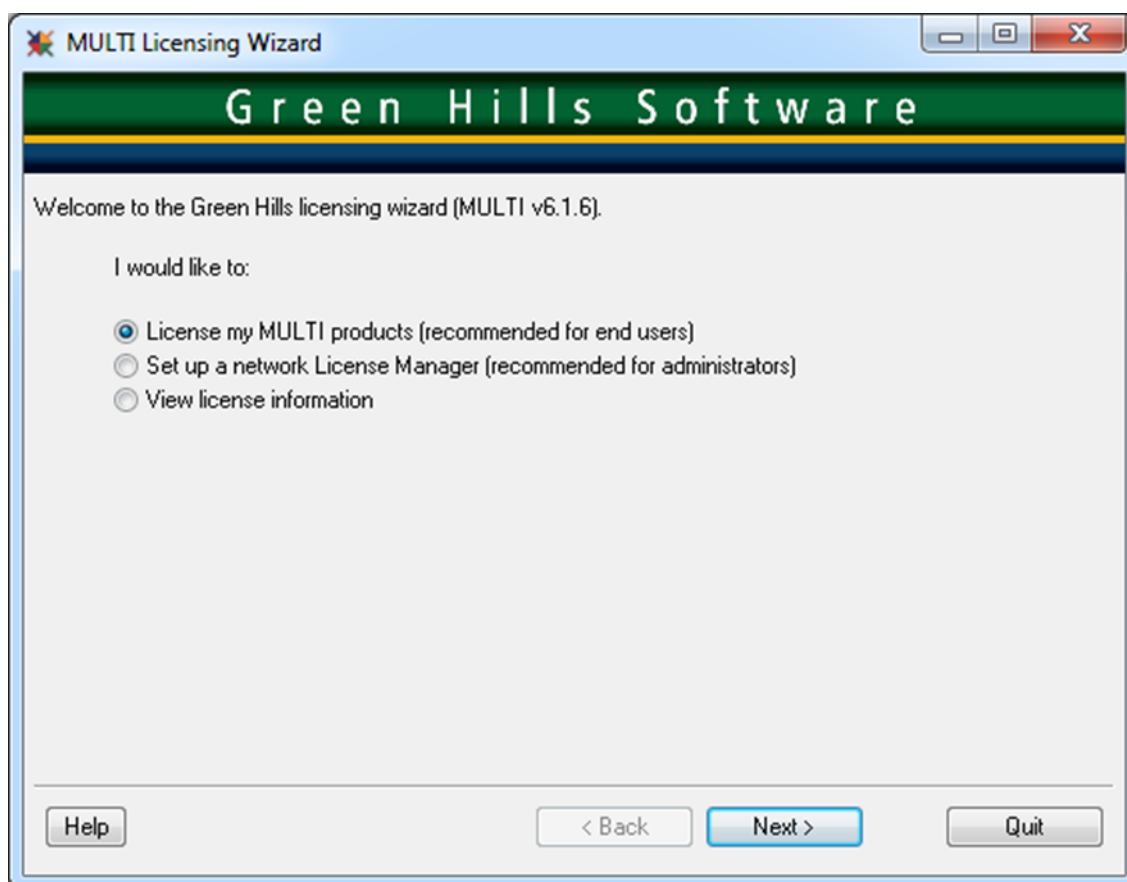 MULTI Licensing Wizard
Green Hills Software
Welcome to the Green Hills licensing wizard (MULTI v6.1.6).
I would like to:
License my MULTI products (recommended for end users)
Set up a network License Manager (recommended for administrators)
View license information
Help
< Back
Next >
Quit